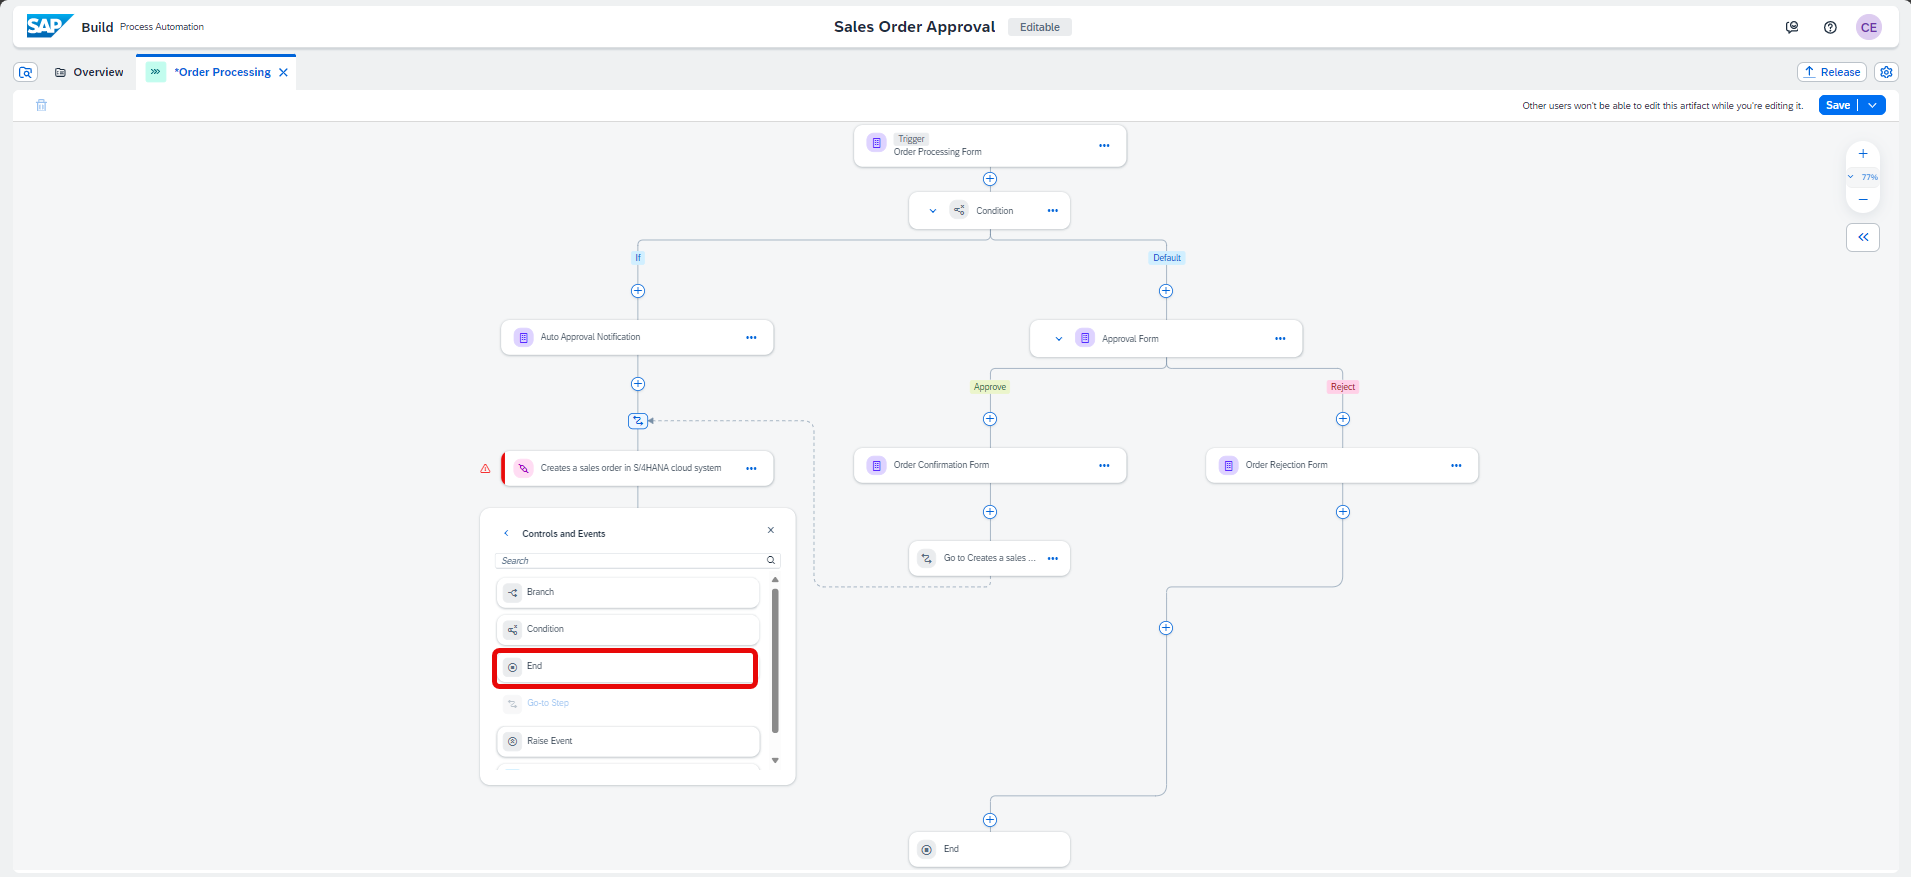 SAP Build Process Automation
Sales Order Approval Editable
CE
Overview
*Order Processing
Release
Other users won't be able to edit this artifact while you're editing it.
Save
Trigger
Order Processing Form
77%
Condition
If
Default
Auto Approval Notification
Approval Form
Approve
Reject
Creates a sales order in S/4HANA cloud system
Order Confirmation Form
Order Rejection Form
Controls and Events
Search
Branch
Condition
End
Go-to Step
Raise Event
Go to Creates a sales ...
End